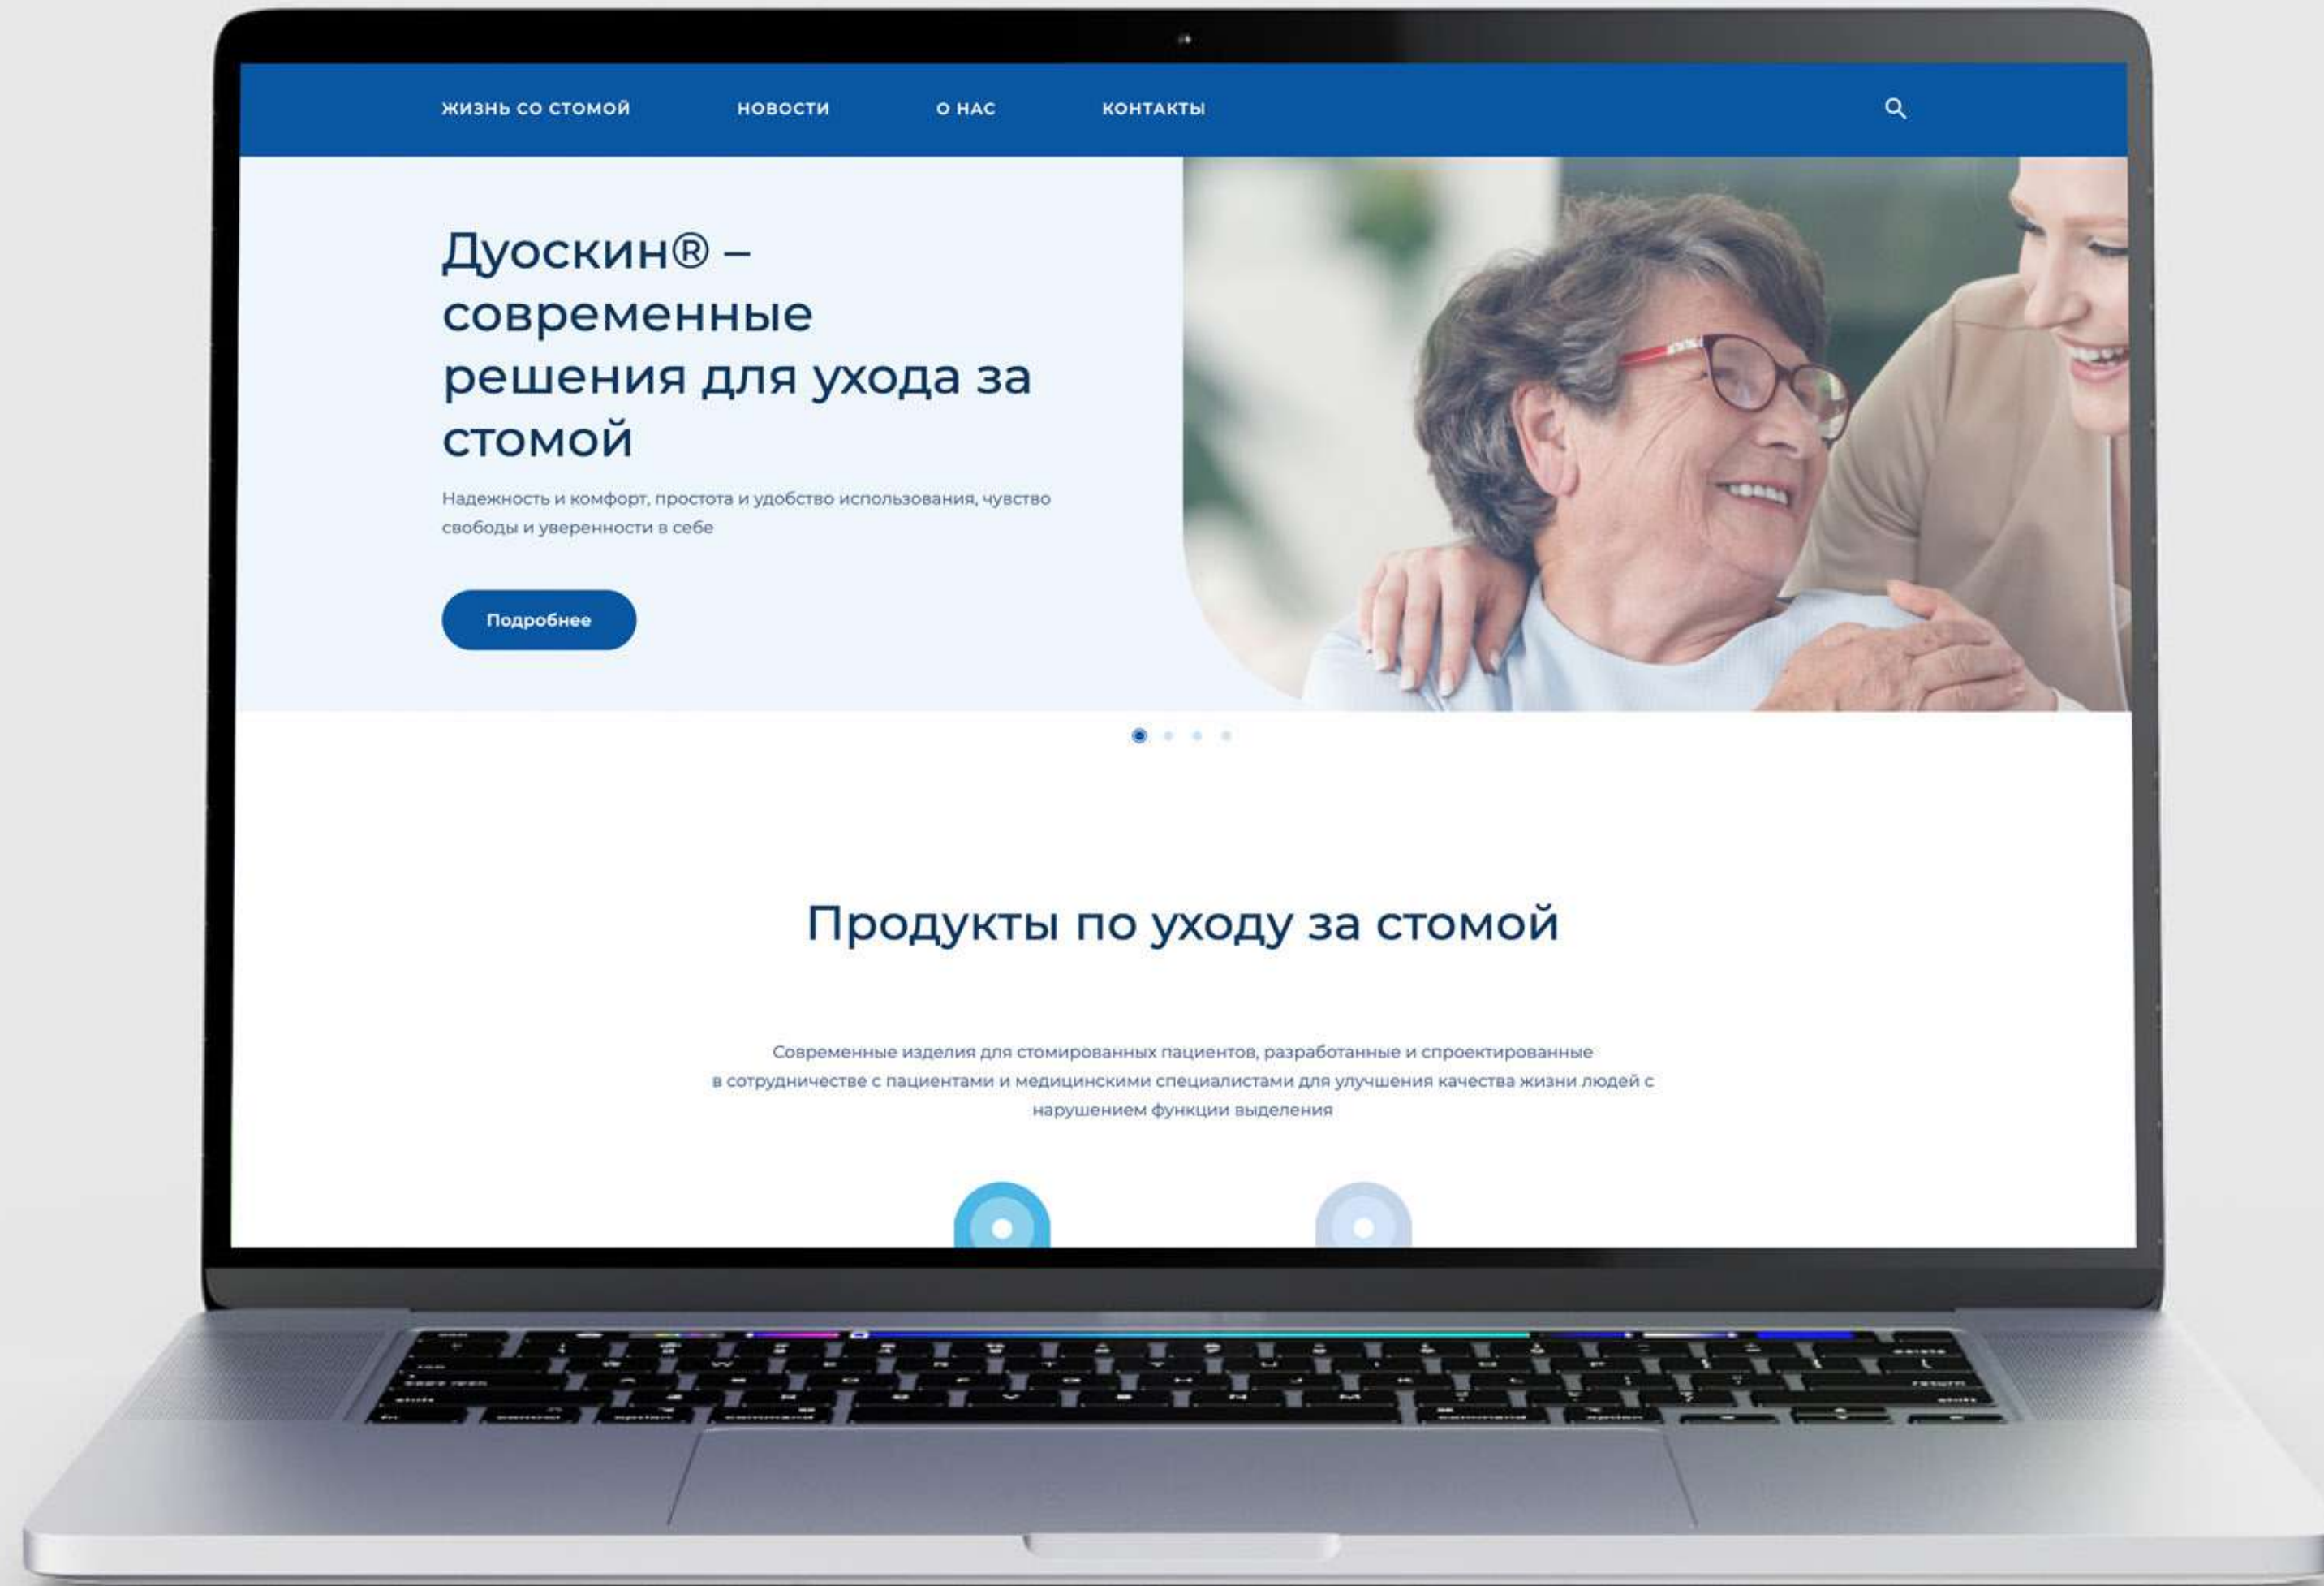 ЖИЗНЬ СО СТОМОЙ НОВОСТИ О НАС КОНТАКТЫ
Дуоскин® –
современные
решения для ухода за
стомой
Надежность и комфорт, простота и удобство использования, чувство
свободы и уверенности в себе
Подробнее
Продукты по уходу за стомой
Современные изделия для стомированных пациентов, разработанные и спроектированные
в сотрудничестве с пациентами и медицинскими специалистами для улучшения качества жизни людей с
нарушением функции выделения